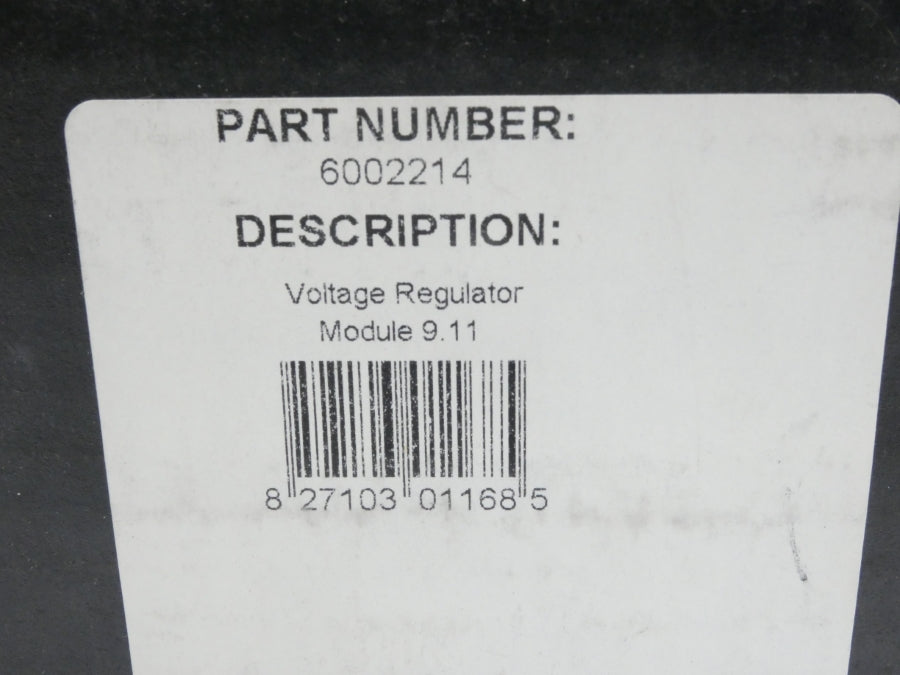 PART NUMBER:
6002214
DESCRIPTION:
Voltage Regulator
Module 9.11
8 27103 01168 5